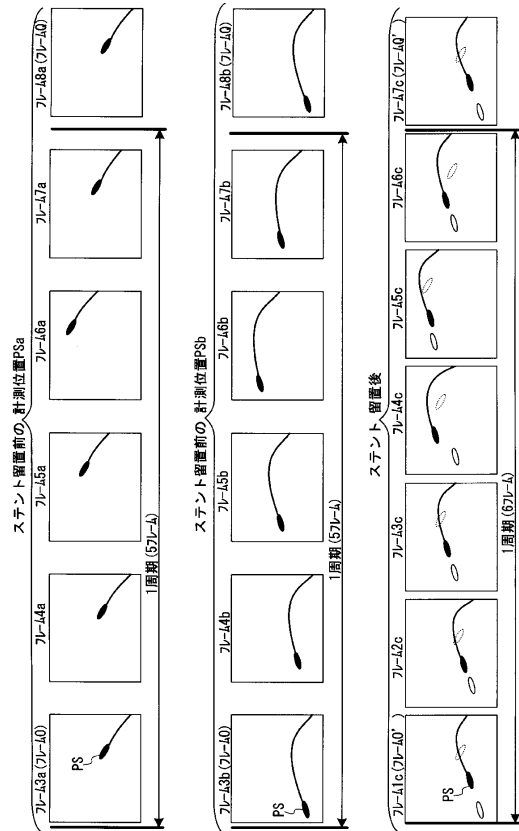 ステント留置前の計測位置PSa
フレーム3a(フレームO)
フレーム4a
フレーム5a
フレーム6a
フレーム7a
フレーム8a(フレームQ)
PS
1周期(5フレーム)
ステント留置前の計測位置PSb
フレーム3b(フレームO)
フレーム4b
フレーム5b
フレーム6b
フレーム7b
フレーム8b(フレームQ)
PS
1周期(5フレーム)
ステント留置後
フレーム1c(フレームO')
フレーム2c
フレーム3c
フレーム4c
フレーム5c
フレーム6c
フレーム7c(フレームQ')
PS
1周期(6フレーム)